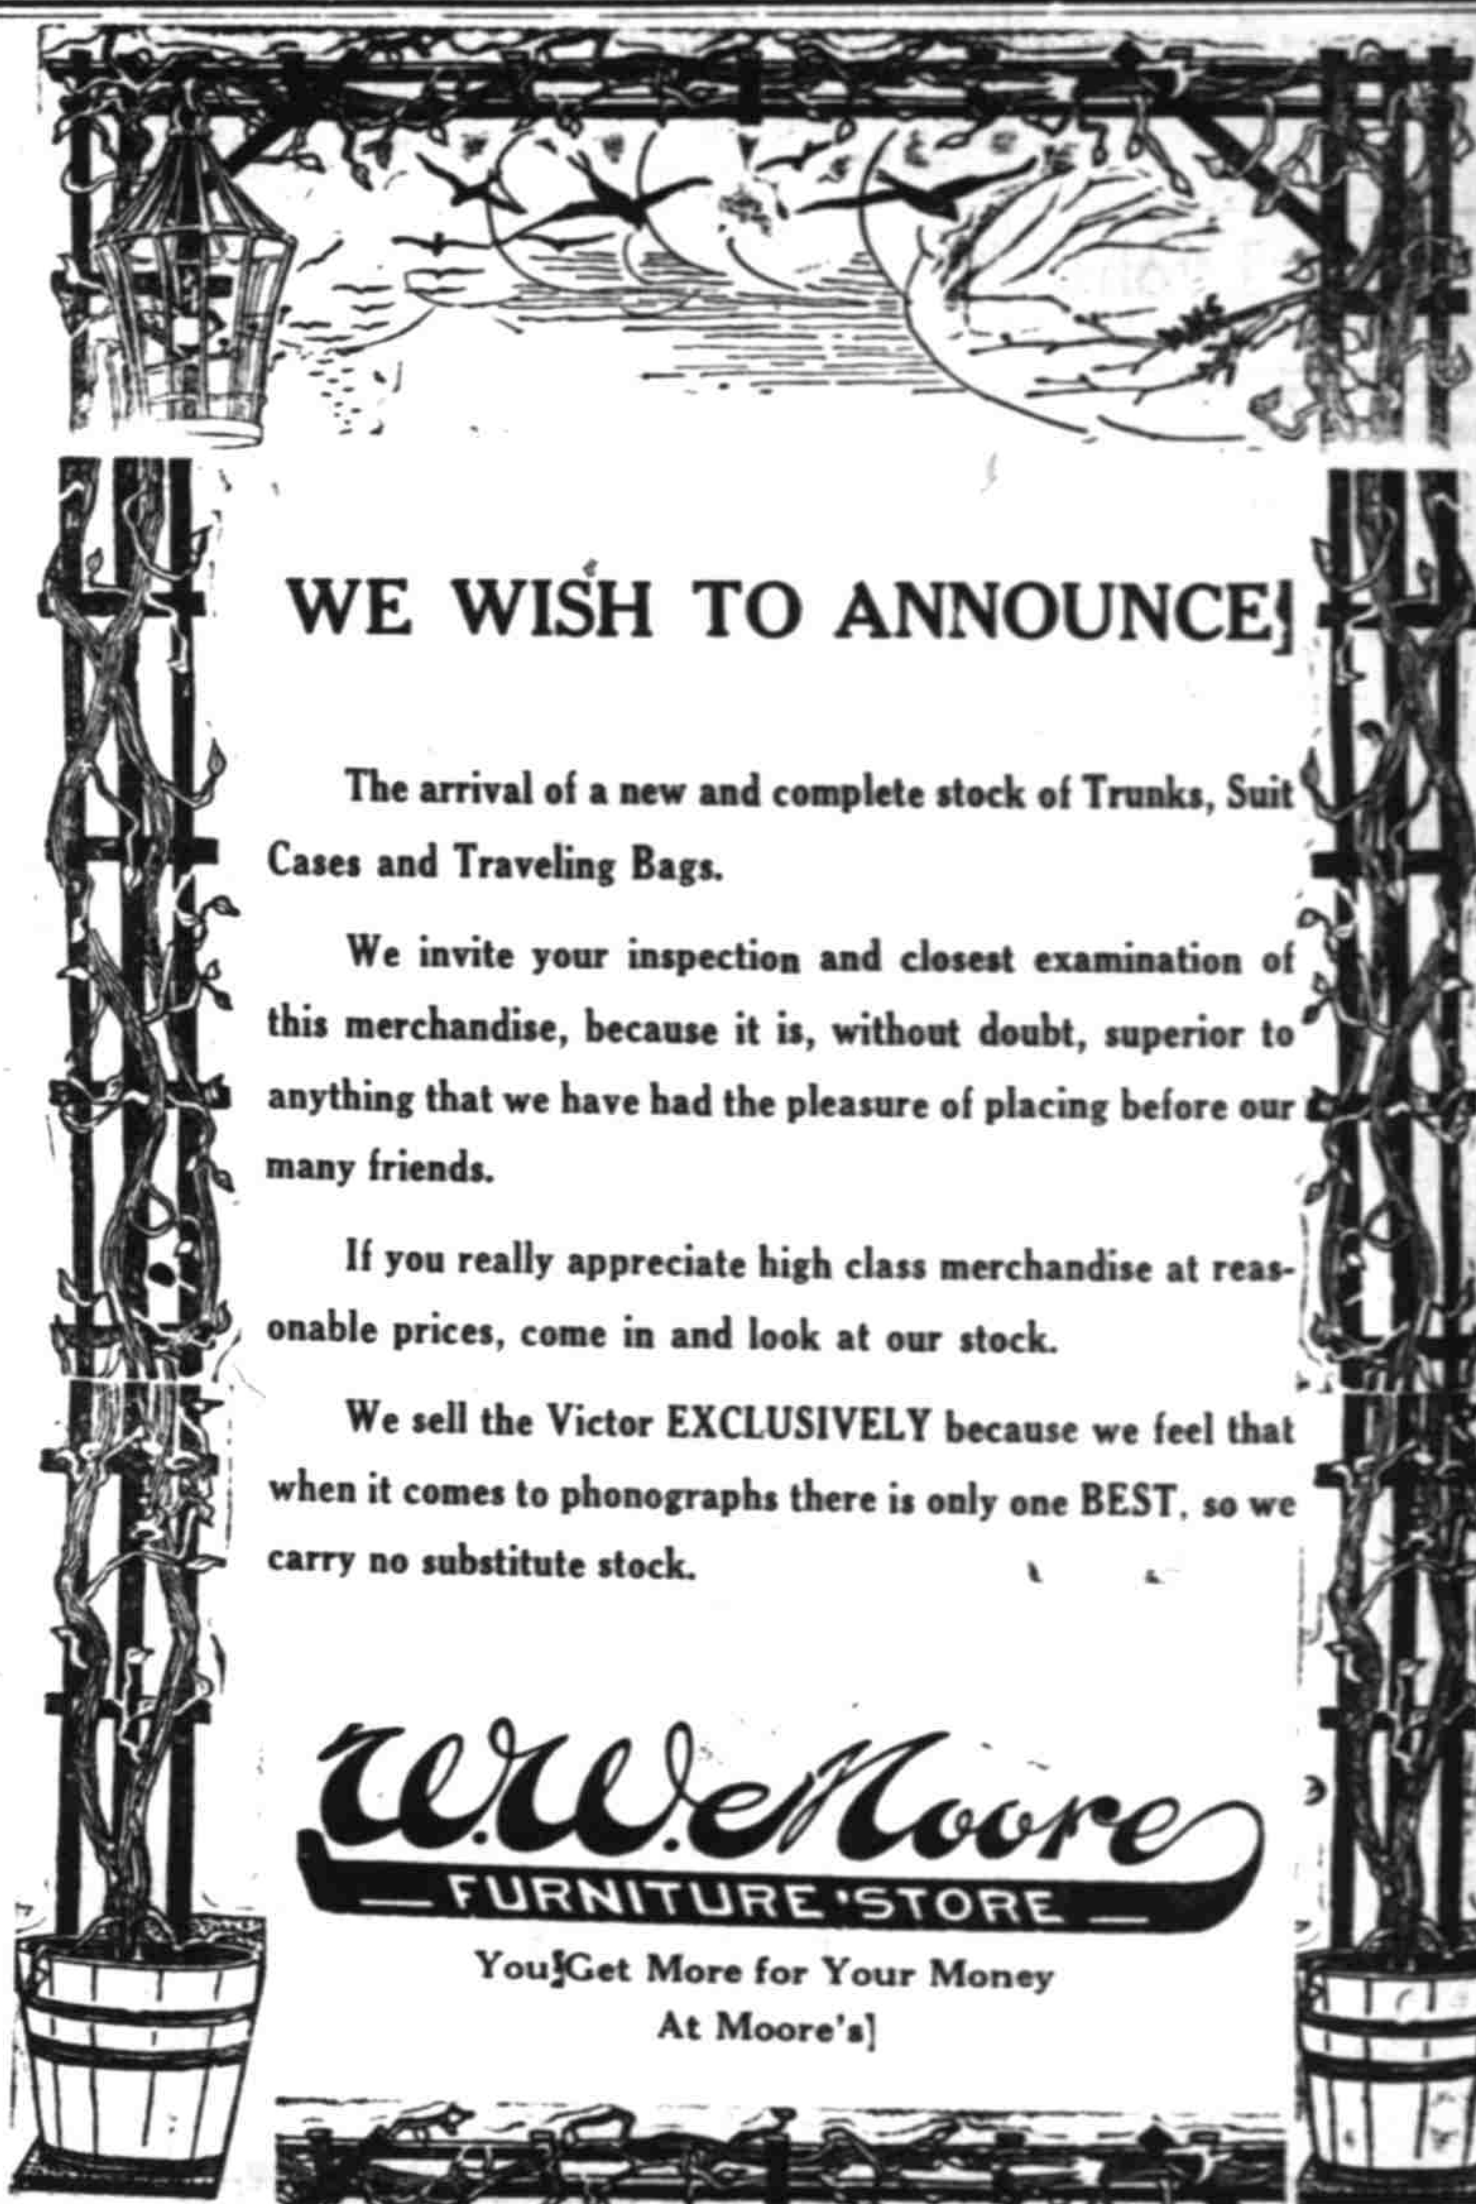 WE WISH TO ANNOUNCE
The arrival of a new and complete stock of Trunks, Suit
Cases and Traveling Bags.
We invite your inspection and closest examination of
this merchandise, because it is, without doubt, superior to
anything that we have had the pleasure of placing before our
many friends.
If you really appreciate high class merchandise at reas-
onable prices, come in and look at our stock.
We sell the Victor EXCLUSIVELY because we feel that
when it comes to phonographs there is only one BEST, so we
carry no substitute stock.
W.W. Moore
— FURNITURE STORE —
You Get More for Your Money
At Moore's